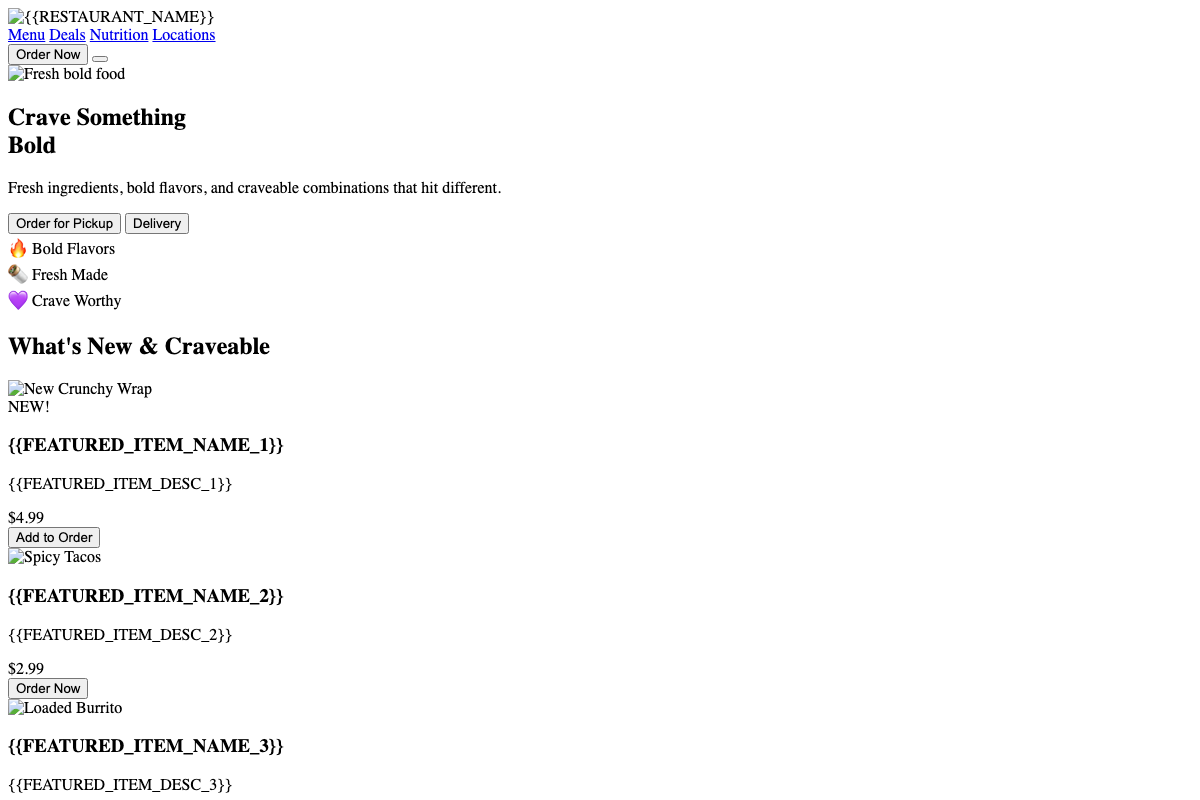 {{RESTAURANT_NAME}}
Menu Deals Nutrition Locations
Order Now
Fresh bold food
Crave Something
Bold
Fresh ingredients, bold flavors, and craveable combinations that hit different.
Order for Pickup Delivery
🔥 Bold Flavors
🌯 Fresh Made
💜 Crave Worthy
What's New & Craveable
New Crunchy Wrap
NEW!
{{FEATURED_ITEM_NAME_1}}
{{FEATURED_ITEM_DESC_1}}
$4.99
Add to Order
Spicy Tacos
{{FEATURED_ITEM_NAME_2}}
{{FEATURED_ITEM_DESC_2}}
$2.99
Order Now
Loaded Burrito
{{FEATURED_ITEM_NAME_3}}
{{FEATURED_ITEM_DESC_3}}